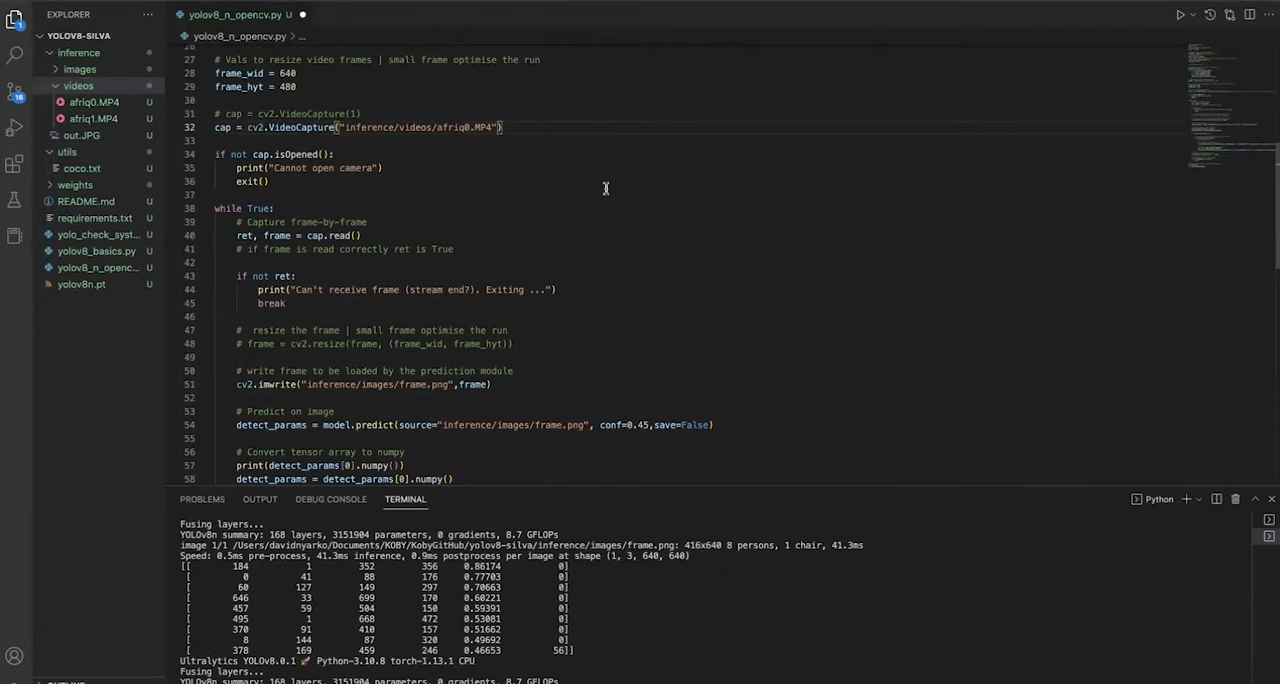 EXPLORER
yolov8_n_opencv.py U
YOLOV8-SILVA
yolov8_n_opencv.py > ...
inference
images
videos
afriq0.MP4 U
afriq1.MP4 U
out.JPG U
utils
coco.txt U
weights
README.md U
requirements.txt U
yolo_check_syst... U
yolov8_basics.py U
yolov8_n_openc... U
yolov8n.pt U
1
16
26
27 # Vals to resize video frames | small frame optimise the run
28 frame_wid = 640
29 frame_hyt = 480
30
31 # cap = cv2.VideoCapture(1)
32 cap = cv2.VideoCapture("inference/videos/afriq0.MP4")
33
34 if not cap.isOpened():
35 print("Cannot open camera")
36 exit()
37
38 while True:
39 # Capture frame-by-frame
40 ret, frame = cap.read()
41 # if frame is read correctly ret is True
42
43 if not ret:
44 print("Can't receive frame (stream end?). Exiting ...")
45 break
46
47 #  resize the frame | small frame optimise the run
48 # frame = cv2.resize(frame, (frame_wid, frame_hyt))
49
50 # write frame to be loaded by the prediction module
51 cv2.imwrite("inference/images/frame.png",frame)
52
53 # Predict on image
54 detect_params = model.predict(source="inference/images/frame.png", conf=0.45,save=False)
55
56 # Convert tensor array to numpy
57 print(detect_params[0].numpy())
58 detect_params = detect_params[0].numpy()
PROBLEMS OUTPUT DEBUG CONSOLE TERMINAL
Python
Fusing layers...
YOLOv8n summary: 168 layers, 3151904 parameters, 0 gradients, 8.7 GFLOPs
image 1/1 /Users/davidnyarko/Documents/KOBY/KobyGitHub/yolov8-silva/inference/images/frame.png: 416x640 8 persons, 1 chair, 41.3ms
Speed: 0.5ms pre-process, 41.3ms inference, 0.9ms postprocess per image at shape (1, 3, 640, 640)
[[ 184 1 352 356 0.86174 0]
[ 0 41 88 176 0.77703 0]
[ 60 127 149 297 0.70663 0]
[ 646 33 699 170 0.60221 0]
[ 457 59 504 150 0.59391 0]
[ 495 1 668 472 0.53081 0]
[ 370 91 410 157 0.51662 0]
[ 8 144 87 320 0.49692 0]
[ 378 169 459 246 0.46653 56]]
Ultralytics YOLOv8.0.1 🚀 Python-3.10.8 torch-1.13.1 CPU
Fusing layers...